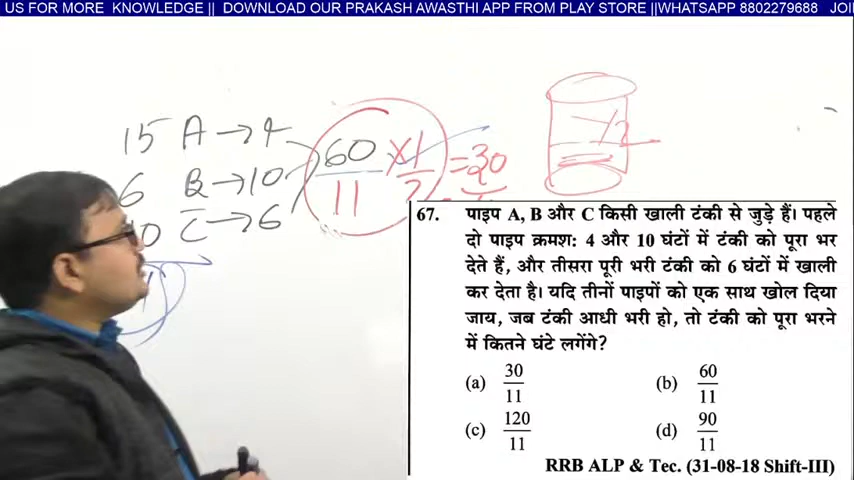 US FOR MORE KNOWLEDGE || DOWNLOAD OUR PRAKASH AWASTHI APP FROM PLAY STORE ||WHATSAPP 8802279688 JOI
15 A → 4
6 B → 10
0 C → 6
60/11 × 1/2 = 30
1/2
67. पाइप A, B और C किसी खाली टंकी से जुड़े हैं। पहले
दो पाइप क्रमश: 4 और 10 घंटों में टंकी को पूरा भर
देते हैं, और तीसरा पूरी भरी टंकी को 6 घंटों में खाली
कर देता है। यदि तीनों पाइपों को एक साथ खोल दिया
जाय, जब टंकी आधी भरी हो, तो टंकी को पूरा भरने
में कितने घंटे लगेंगे?
(a) 30/11 (b) 60/11
(c) 120/11 (d) 90/11
RRB ALP & Tec. (31-08-18 Shift-III)